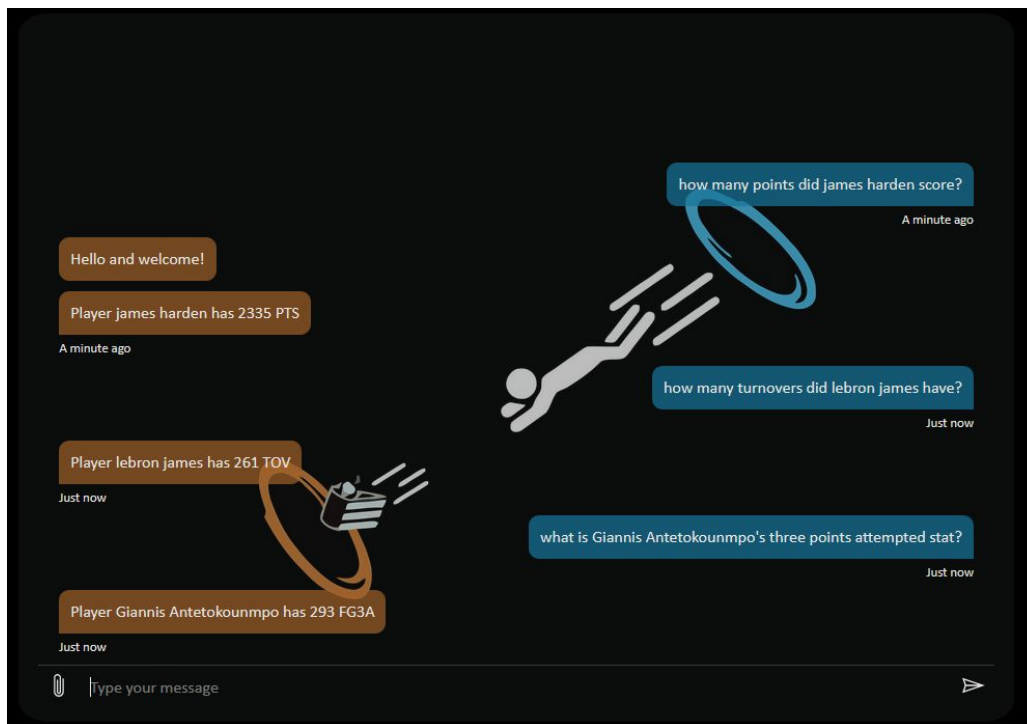 how many points did james harden score?
A minute ago
Hello and welcome!
Player james harden has 2335 PTS
A minute ago
how many turnovers did lebron james have?
Just now
Player lebron james has 261 TOV
Just now
what is Giannis Antetokounmpo's three points attempted stat?
Just now
Player Giannis Antetokounmpo has 293 FG3A
Just now
Type your message